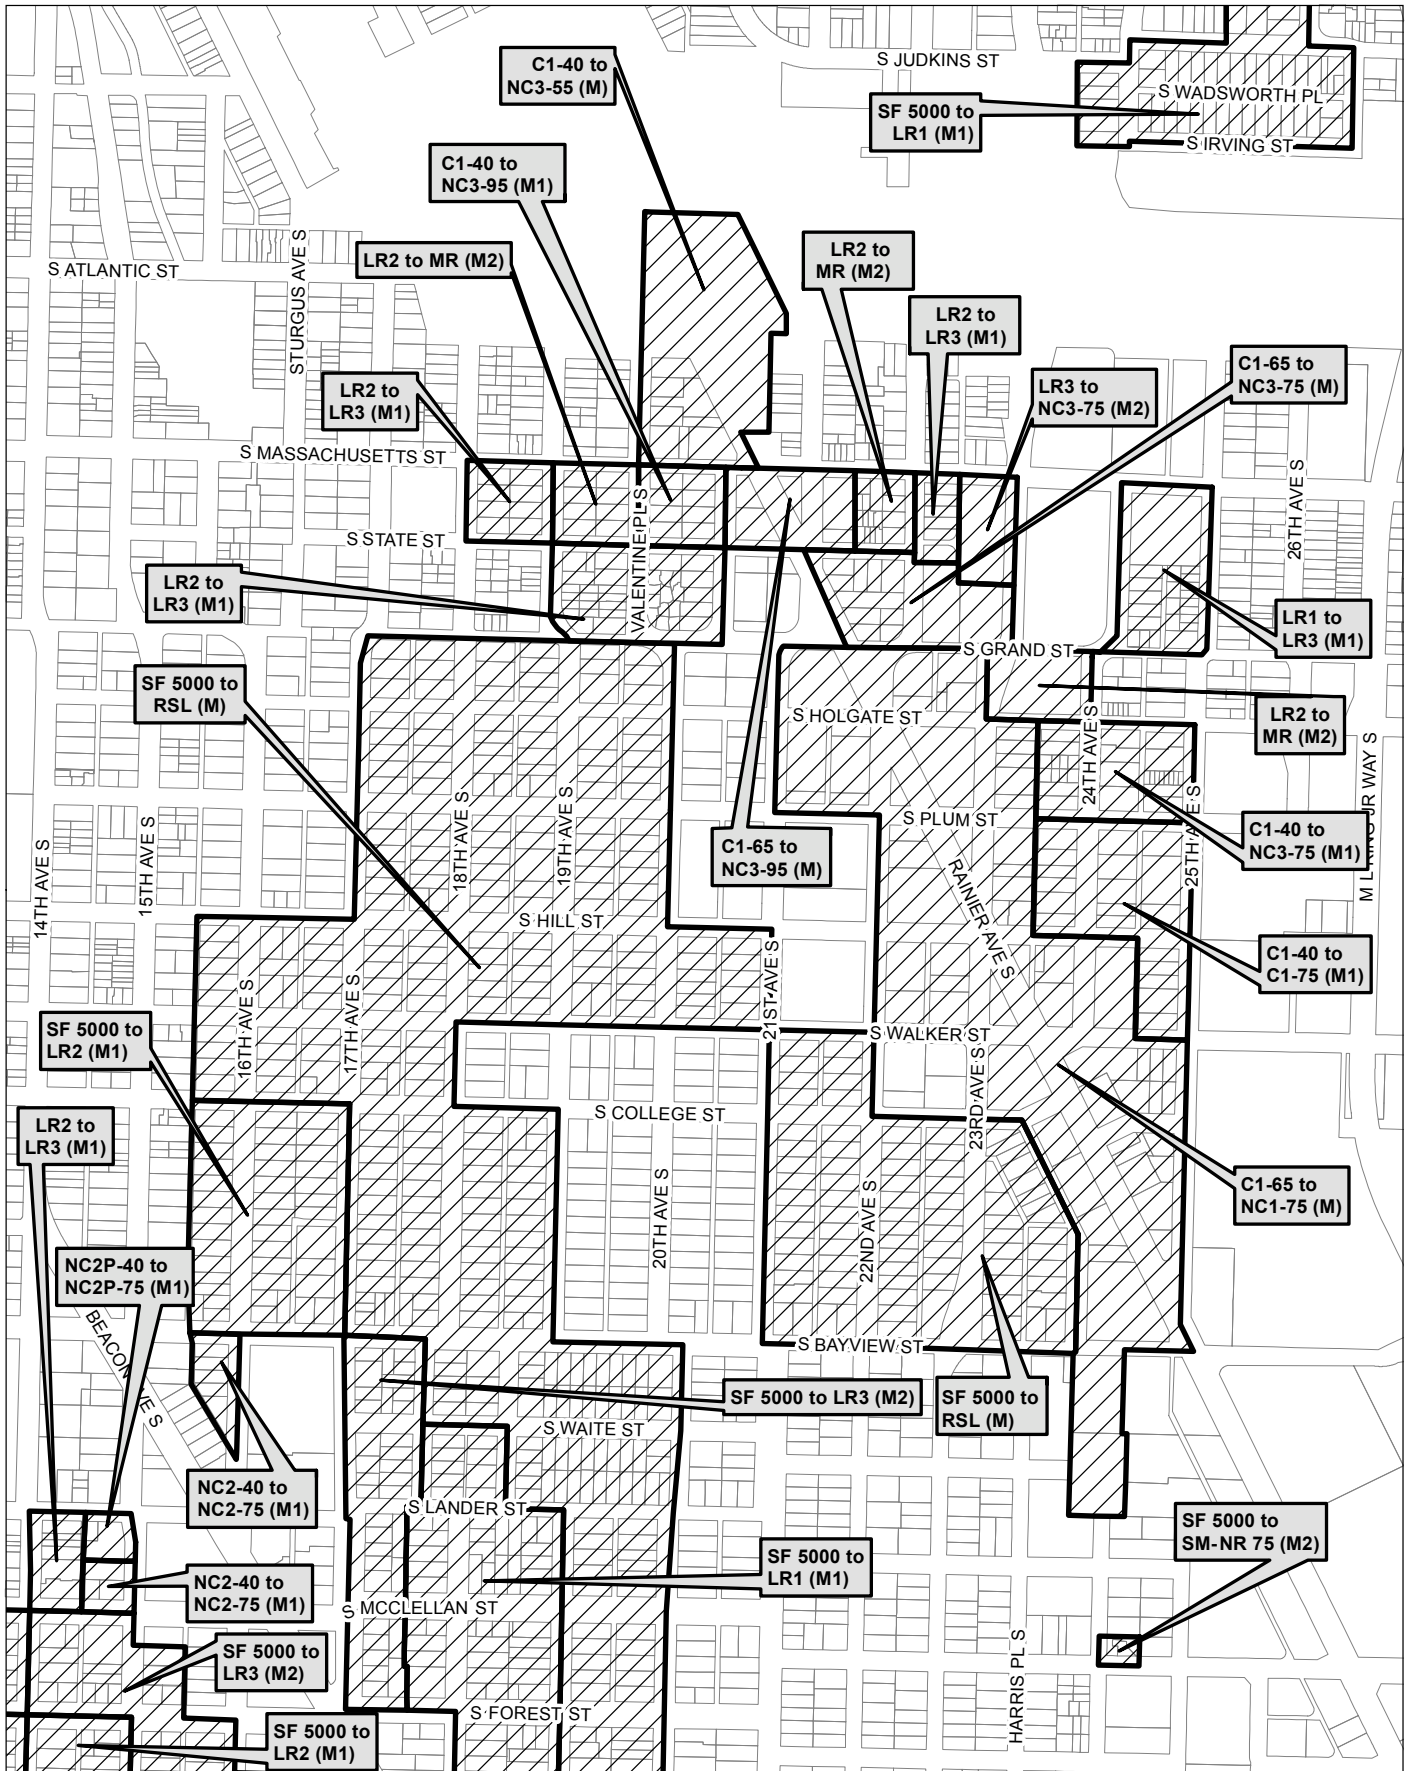 C1-40 to
NC3-55 (M)
S JUDKINS ST
S WADSWORTH PL
SF 5000 to
LR1 (M1)
S IRVING ST
C1-40 to
NC3-95 (M1)
LR2 to MR (M2)
LR2 to
MR (M2)
S ATLANTIC ST
STURGUS AVE S
LR2 to
LR3 (M1)
C1-65 to
NC3-75 (M)
LR2 to
LR3 (M1)
LR3 to
NC3-75 (M2)
S MASSACHUSETTS ST
26TH AVE S
VALENTINE PL S
S STATE ST
LR2 to
LR3 (M1)
LR1 to
LR3 (M1)
S GRAND ST
SF 5000 to
RSL (M)
S HOLGATE ST
24TH AVE S
LR2 to
MR (M2)
M L KING JR WAY S
14TH AVE S
15TH AVE S
18TH AVE S
19TH AVE S
S PLUM ST
C1-65 to
NC3-95 (M)
25TH AVE S
C1-40 to
NC3-75 (M1)
RAINIER AVE S
S HILL ST
C1-40 to
C1-75 (M1)
16TH AVE S
17TH AVE S
21ST AVE S
SF 5000 to
LR2 (M1)
S WALKER ST
23RD AVE S
LR2 to
LR3 (M1)
S COLLEGE ST
20TH AVE S
22ND AVE S
C1-65 to
NC1-75 (M)
NC2P-40 to
NC2P-75 (M1)
BEACON AVE S
S BAYVIEW ST
SF 5000 to LR3 (M2)
SF 5000 to
RSL (M)
S WAITE ST
NC2-40 to
NC2-75 (M1)
S LANDER ST
SF 5000 to
SM-NR 75 (M2)
SF 5000 to
LR1 (M1)
NC2-40 to
NC2-75 (M1)
S MCCLELLAN ST
SF 5000 to
LR3 (M2)
HARRIS PL S
S FOREST ST
SF 5000 to
LR2 (M1)